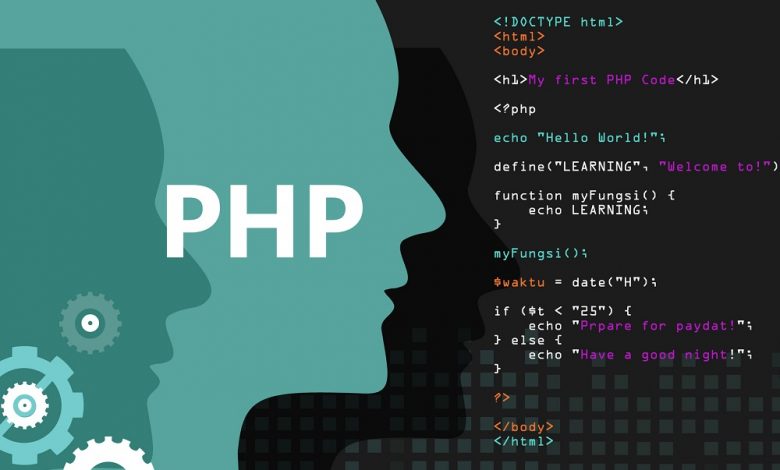 PHP
<!DOCTYPE html>
<html>
<body>
<h1>My first PHP Code</h1>
<?php
echo "Hello World!";
define("LEARNING", "Welcome to!")
function myFungsi() {
echo LEARNING;
}
myFungsi();
$waktu = date("H");
if ($t < "25") {
echo "Prpare for paydat!";
} else {
echo "Have a good night!";
}
?>
</body>
</html>